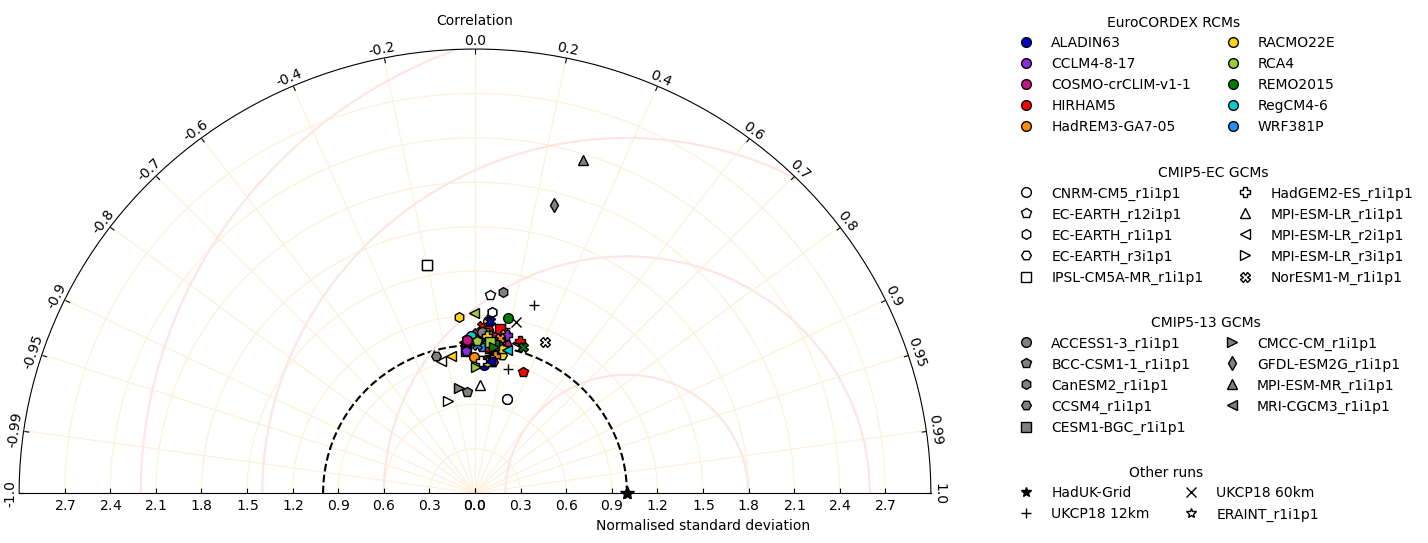 Correlation
-1.0
-0.99
-0.95
-0.9
-0.8
-0.7
-0.6
-0.4
-0.2
0.0
0.2
0.4
0.6
0.7
0.8
0.9
0.95
0.99
1.0
2.7 2.4 2.1 1.8 1.5 1.2 0.9 0.6 0.3 0.0 0.3 0.6 0.9 1.2 1.5 1.8 2.1 2.4 2.7
Normalised standard deviation
EuroCORDEX RCMs
ALADIN63
CCLM4-8-17
COSMO-crCLIM-v1-1
HIRHAM5
HadREM3-GA7-05
RACMO22E
RCA4
REMO2015
RegCM4-6
WRF381P
CMIP5-EC GCMs
CNRM-CM5_r1i1p1
EC-EARTH_r12i1p1
EC-EARTH_r1i1p1
EC-EARTH_r3i1p1
IPSL-CM5A-MR_r1i1p1
HadGEM2-ES_r1i1p1
MPI-ESM-LR_r1i1p1
MPI-ESM-LR_r2i1p1
MPI-ESM-LR_r3i1p1
NorESM1-M_r1i1p1
CMIP5-13 GCMs
ACCESS1-3_r1i1p1
BCC-CSM1-1_r1i1p1
CanESM2_r1i1p1
CCSM4_r1i1p1
CESM1-BGC_r1i1p1
CMCC-CM_r1i1p1
GFDL-ESM2G_r1i1p1
MPI-ESM-MR_r1i1p1
MRI-CGCM3_r1i1p1
Other runs
HadUK-Grid
UKCP18 12km
UKCP18 60km
ERAINT_r1i1p1